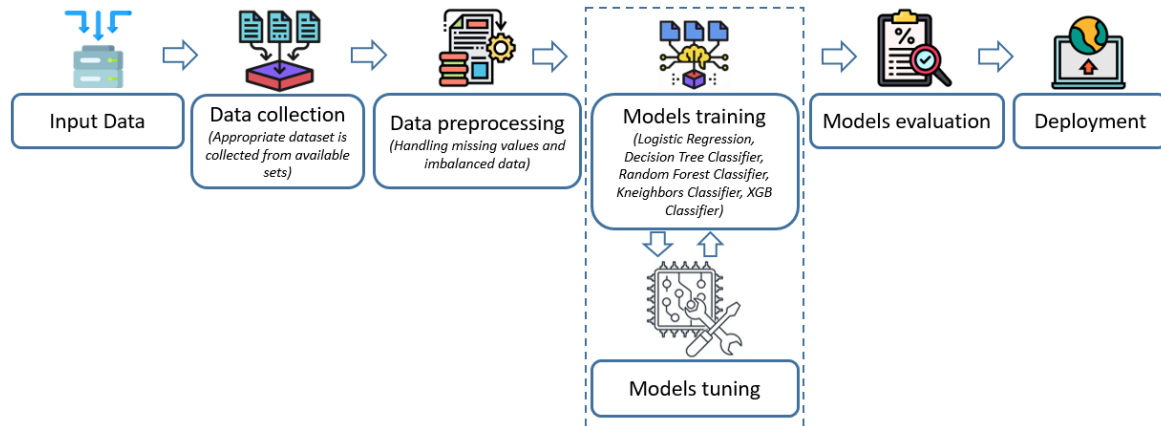 Input Data
Data collection
(Appropriate dataset is
collected from available
sets)
Data preprocessing
(Handling missing values and
imbalanced data)
Models training
(Logistic Regression,
Decision Tree Classifier,
Random Forest Classifier,
Kneighbors Classifier, XGB
Classifier)
%
Models evaluation
Deployment
Models tuning